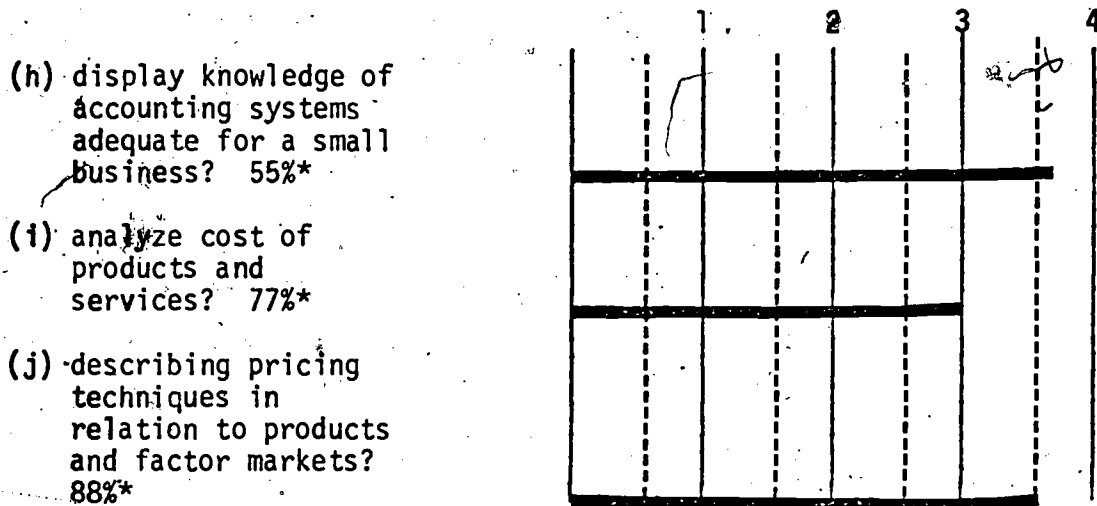 1 2 3 4
(h) display knowledge of
accounting systems
adequate for a small
business? 55%*
(i) analyze cost of
products and
services? 77%*
(j) describing pricing
techniques in
relation to products
and factor markets?
88%*